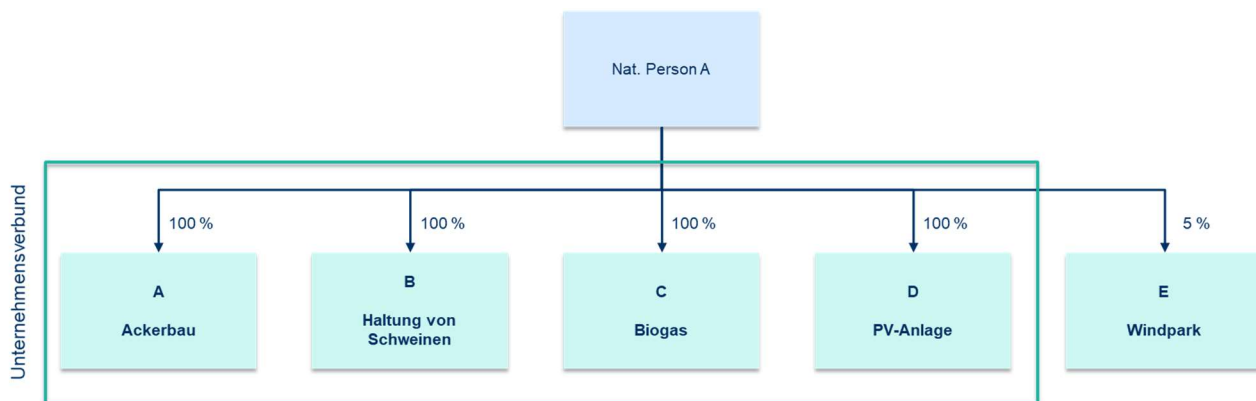 Nat. Person A
Unternehmensverbund
100 %
100 %
100 %
100 %
5 %
A
Ackerbau
B
Haltung von
Schweinen
C
Biogas
D
PV-Anlage
E
Windpark